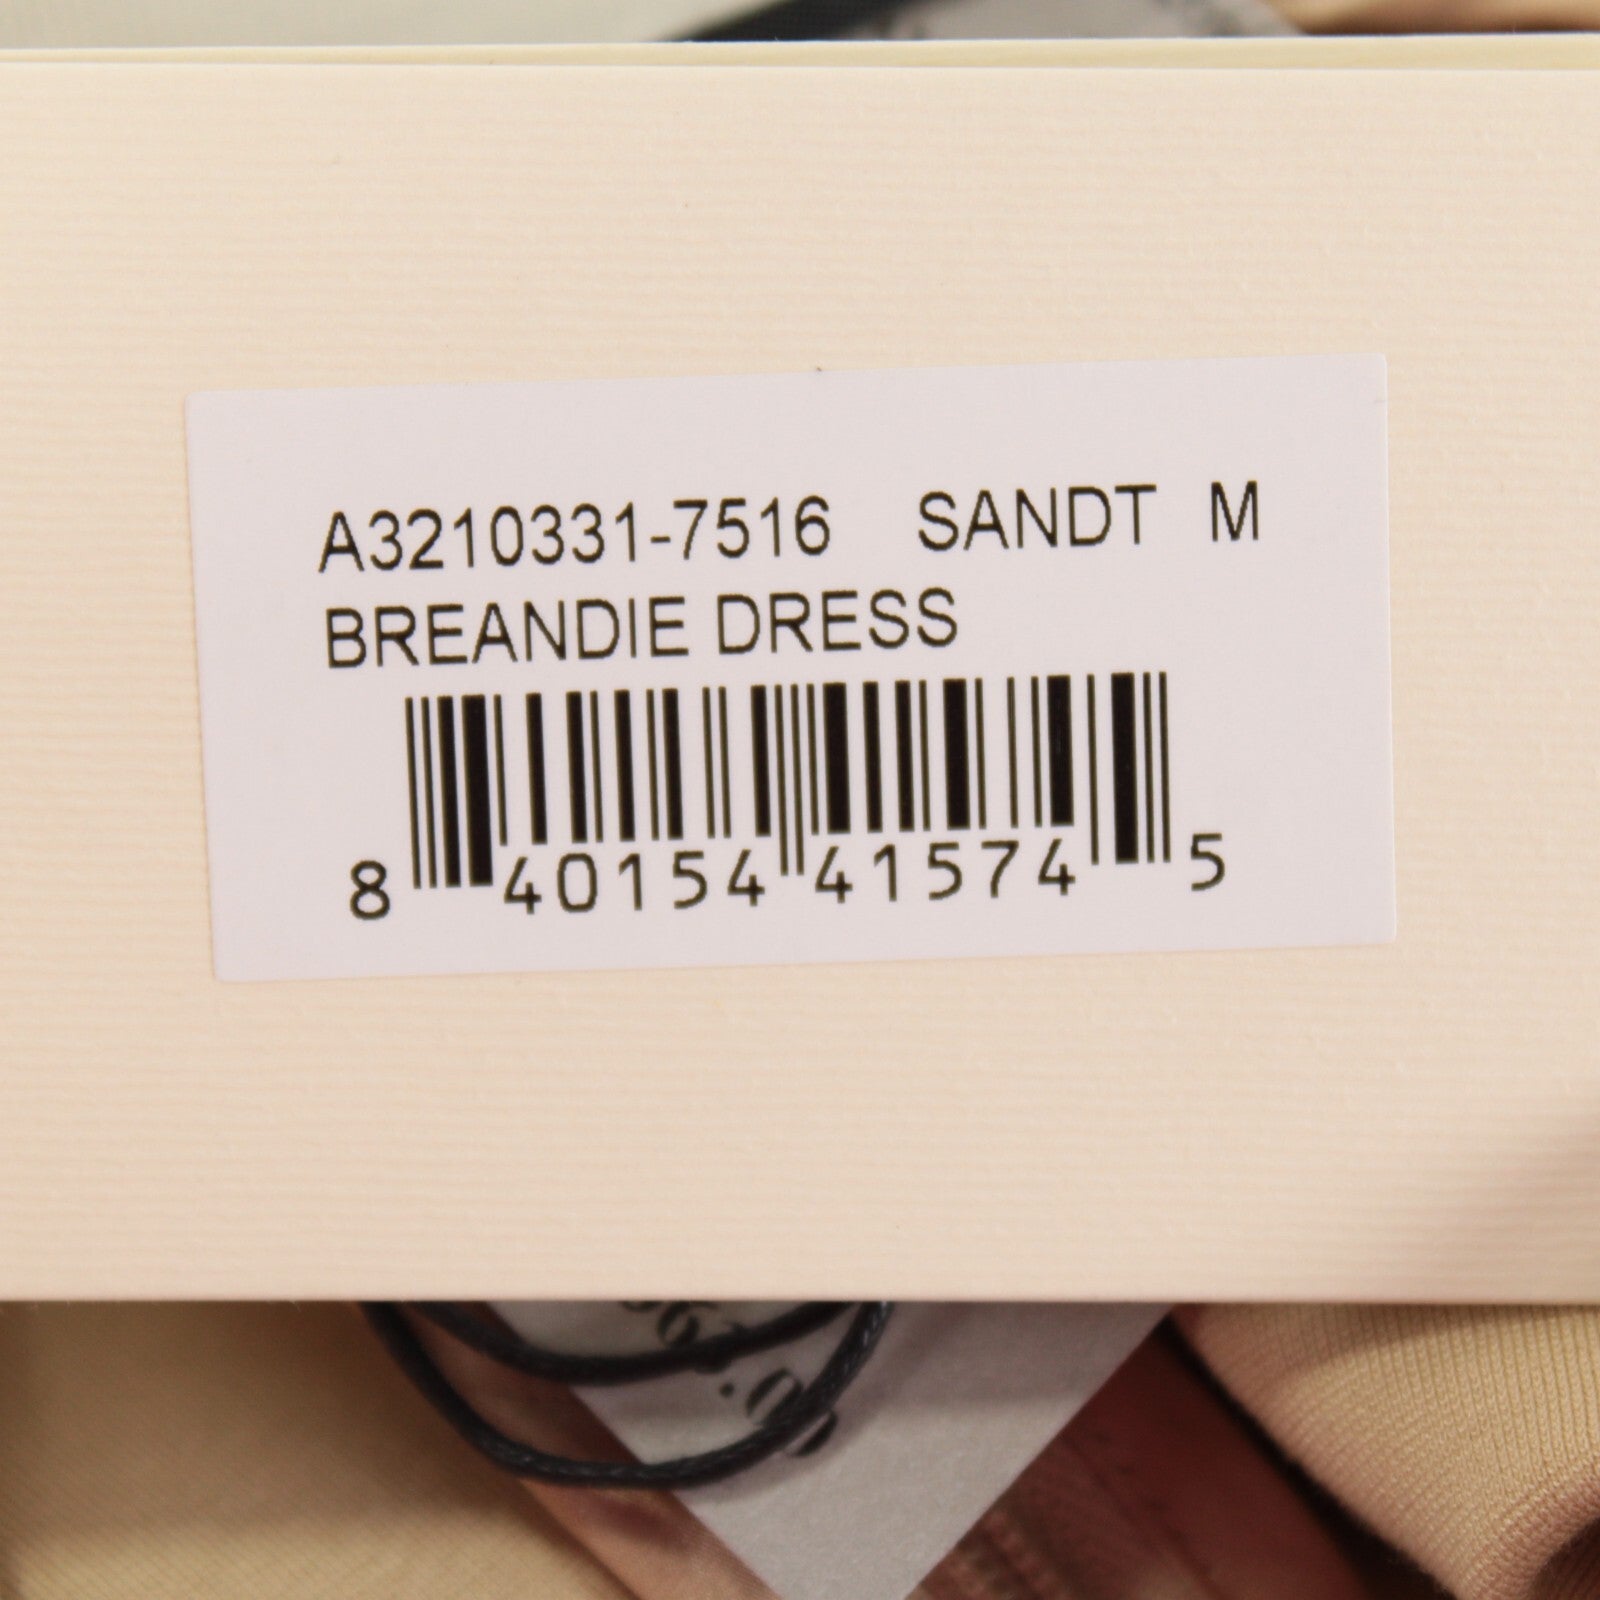 A3210331-7516 SANDT M
BREANDIE DRESS
8 40154 41574 5